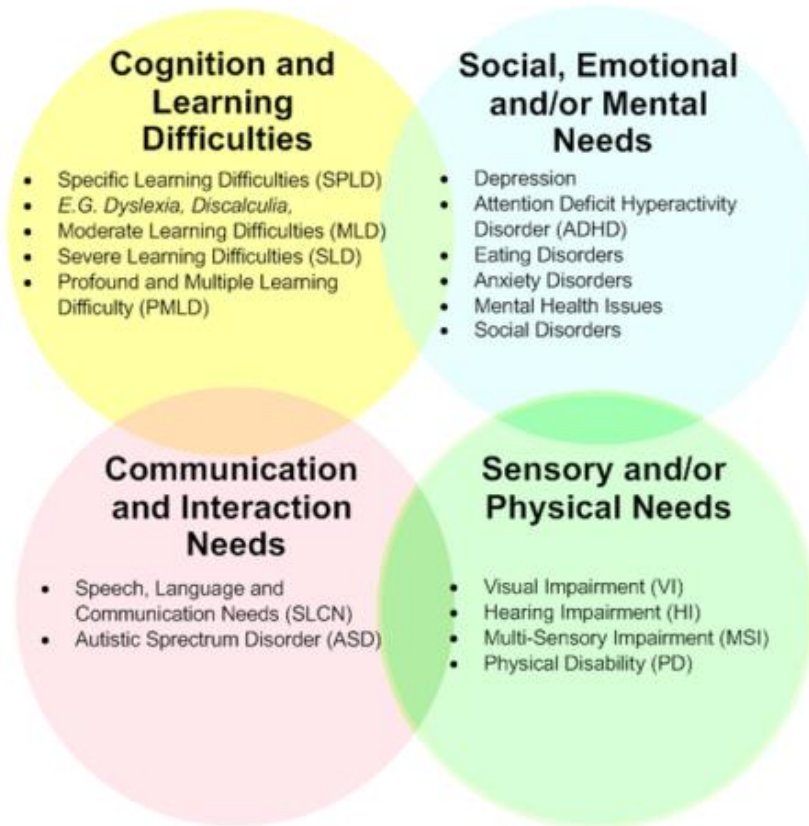 Cognition and
Learning
Difficulties
• Specific Learning Difficulties (SPLD)
• E.G. Dyslexia, Discalculia,
• Moderate Learning Difficulties (MLD)
• Severe Learning Difficulties (SLD)
• Profound and Multiple Learning
Difficulty (PMLD)
Social, Emotional
and/or Mental
Needs
• Depression
• Attention Deficit Hyperactivity
Disorder (ADHD)
• Eating Disorders
• Anxiety Disorders
• Mental Health Issues
• Social Disorders
Communication
and Interaction
Needs
• Speech, Language and
Communication Needs (SLCN)
• Autistic Sprectrum Disorder (ASD)
Sensory and/or
Physical Needs
• Visual Impairment (VI)
• Hearing Impairment (HI)
• Multi-Sensory Impairment (MSI)
• Physical Disability (PD)